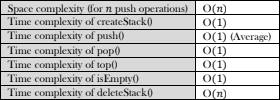 Space complexity (for n push operations) O(n)
Time complexity of createStack() O(1)
Time complexity of push() O(1) (Average)
Time complexity of pop() O(1)
Time complexity of top() O(1)
Time complexity of isEmpty() O(1)
Time complexity of deleteStack() O(n)